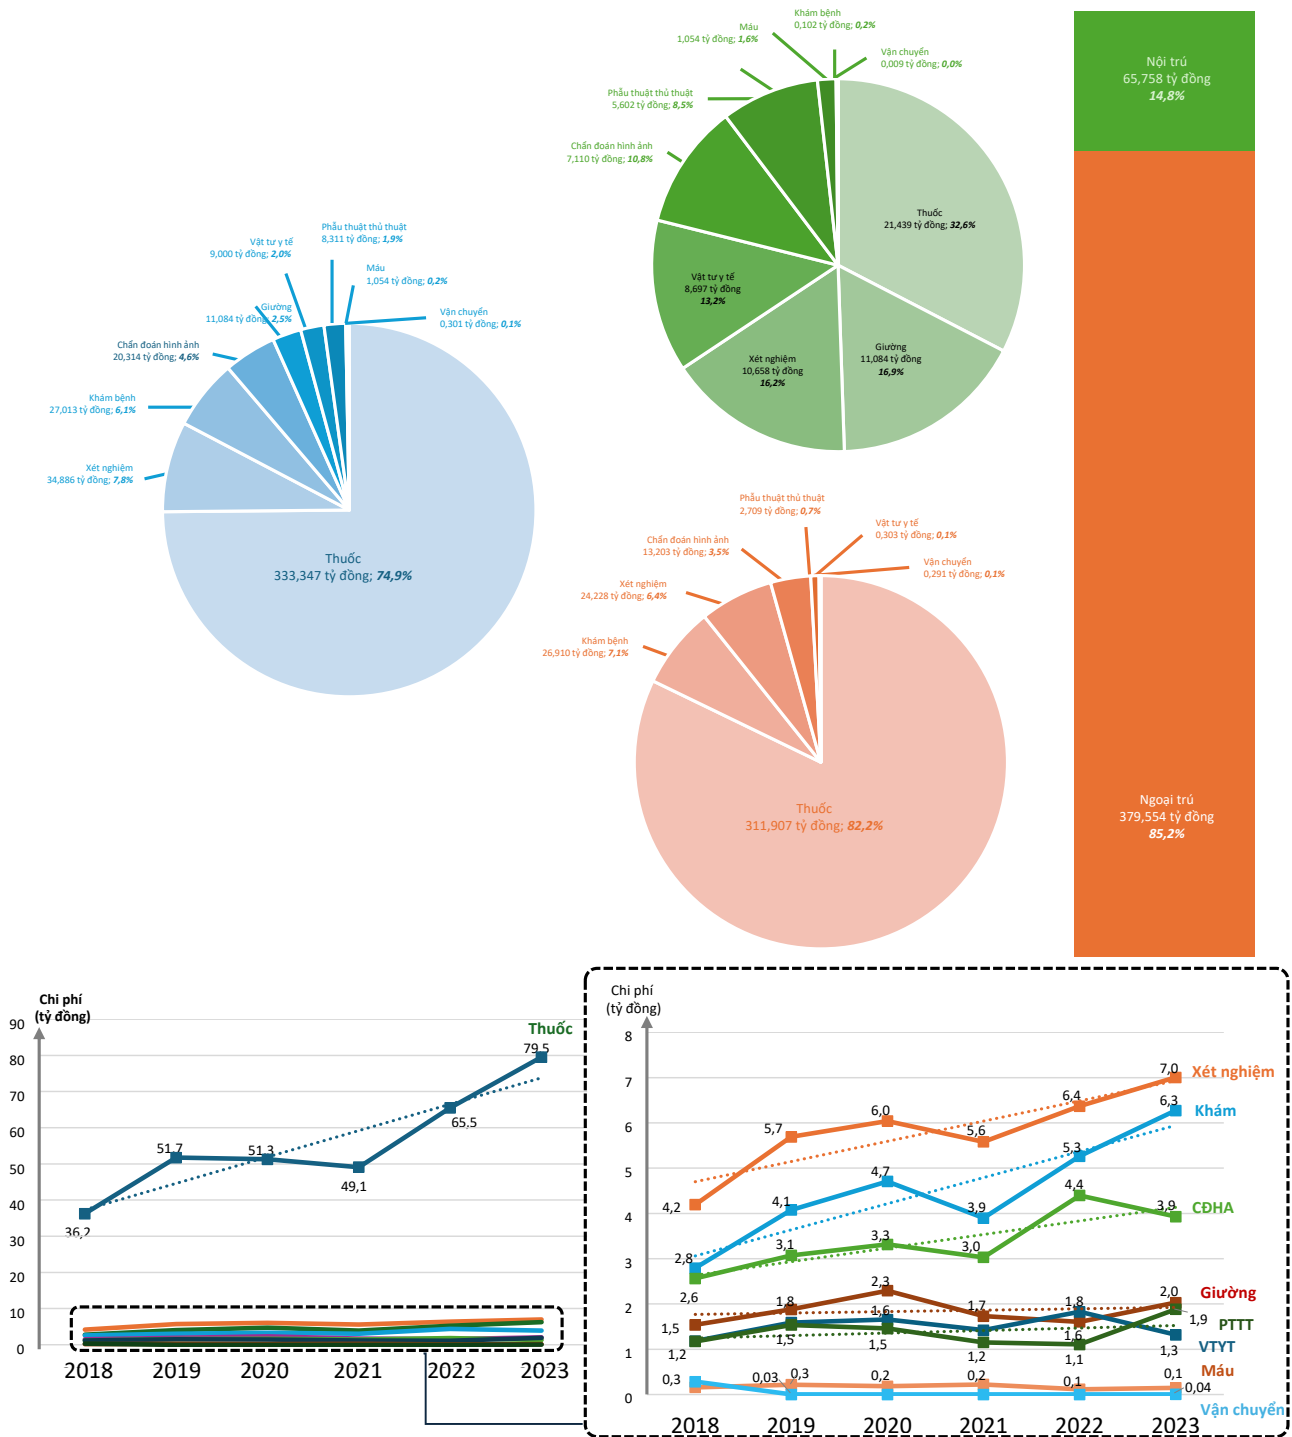 Khám bệnh
0,102 tỷ đồng; 0,2%
Máu
1,054 tỷ đồng; 1,6%
Vận chuyển
0,009 tỷ đồng; 0,0%
Phẫu thuật thủ thuật
5,602 tỷ đồng; 8,5%
Chẩn đoán hình ảnh
7,110 tỷ đồng; 10,8%
Thuốc
21,439 tỷ đồng; 32,6%
Vật tư y tế
8,697 tỷ đồng
13,2%
Xét nghiệm
10,658 tỷ đồng
16,2%
Giường
11,084 tỷ đồng
16,9%
Nội trú
65,758 tỷ đồng
14,8%
Phẫu thuật thủ thuật
8,311 tỷ đồng; 1,9%
Vật tư y tế
9,000 tỷ đồng; 2,0%
Máu
1,054 tỷ đồng; 0,2%
Giường
11,084 tỷ đồng; 2,5%
Vận chuyển
0,301 tỷ đồng; 0,1%
Chẩn đoán hình ảnh
20,314 tỷ đồng; 4,6%
Khám bệnh
27,013 tỷ đồng; 6,1%
Xét nghiệm
34,886 tỷ đồng; 7,8%
Thuốc
333,347 tỷ đồng; 74,9%
Phẫu thuật thủ thuật
2,709 tỷ đồng; 0,7%
Vật tư y tế
0,303 tỷ đồng; 0,1%
Chẩn đoán hình ảnh
13,203 tỷ đồng; 3,5%
Vận chuyển
0,291 tỷ đồng; 0,1%
Xét nghiệm
24,228 tỷ đồng; 6,4%
Khám bệnh
26,910 tỷ đồng; 7,1%
Thuốc
311,907 tỷ đồng; 82,2%
Ngoại trú
379,554 tỷ đồng
85,2%
Chi phí
(tỷ đồng)
90
80
70
60
50
40
30
20
10
0
Thuốc
36,2
51,7
51,3
49,1
65,5
79,5
2018 2019 2020 2021 2022 2023
Chi phí
(tỷ đồng)
8
7
6
5
4
3
2
1
0
4,2 5,7 6,0 5,6 6,4 7,0
Xét nghiệm
2,8 4,1 4,7 3,9 5,3 6,3
Khám
2,6 3,1 3,3 3,0 4,4 3,9
CĐHA
1,5 1,8 2,3 1,7 1,6 2,0
Giường
1,2 1,5 1,5 1,2 1,1 1,9
PTTT
1,6 1,8 1,3
VTYT
0,3 0,2 0,2 0,1 0,1
Máu
0,3 0,03 0,04
Vận chuyển
2018 2019 2020 2021 2022 2023